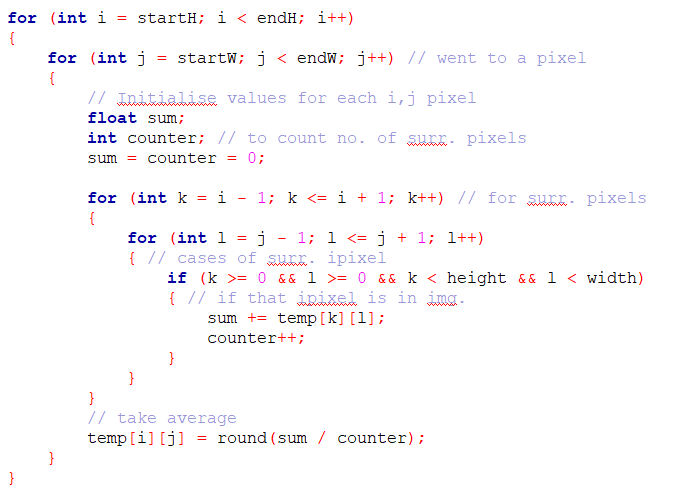 for (int i = startH; i < endH; i++)
{
    for (int j = startW; j < endW; j++) // went to a pixel
    {
        // Initialise values for each i,j pixel
        float sum;
        int counter; // to count no. of surr. pixels
        sum = counter = 0;

        for (int k = i - 1; k <= i + 1; k++) // for surr. pixels
        {
            for (int l = j - 1; l <= j + 1; l++)
            { // cases of surr. ipixel
                if (k >= 0 && l >= 0 && k < height && l < width)
                { // if that ipixel is in img.
                    sum += temp[k][l];
                    counter++;
                }
            }
        }
        // take average
        temp[i][j] = round(sum / counter);
    }
}